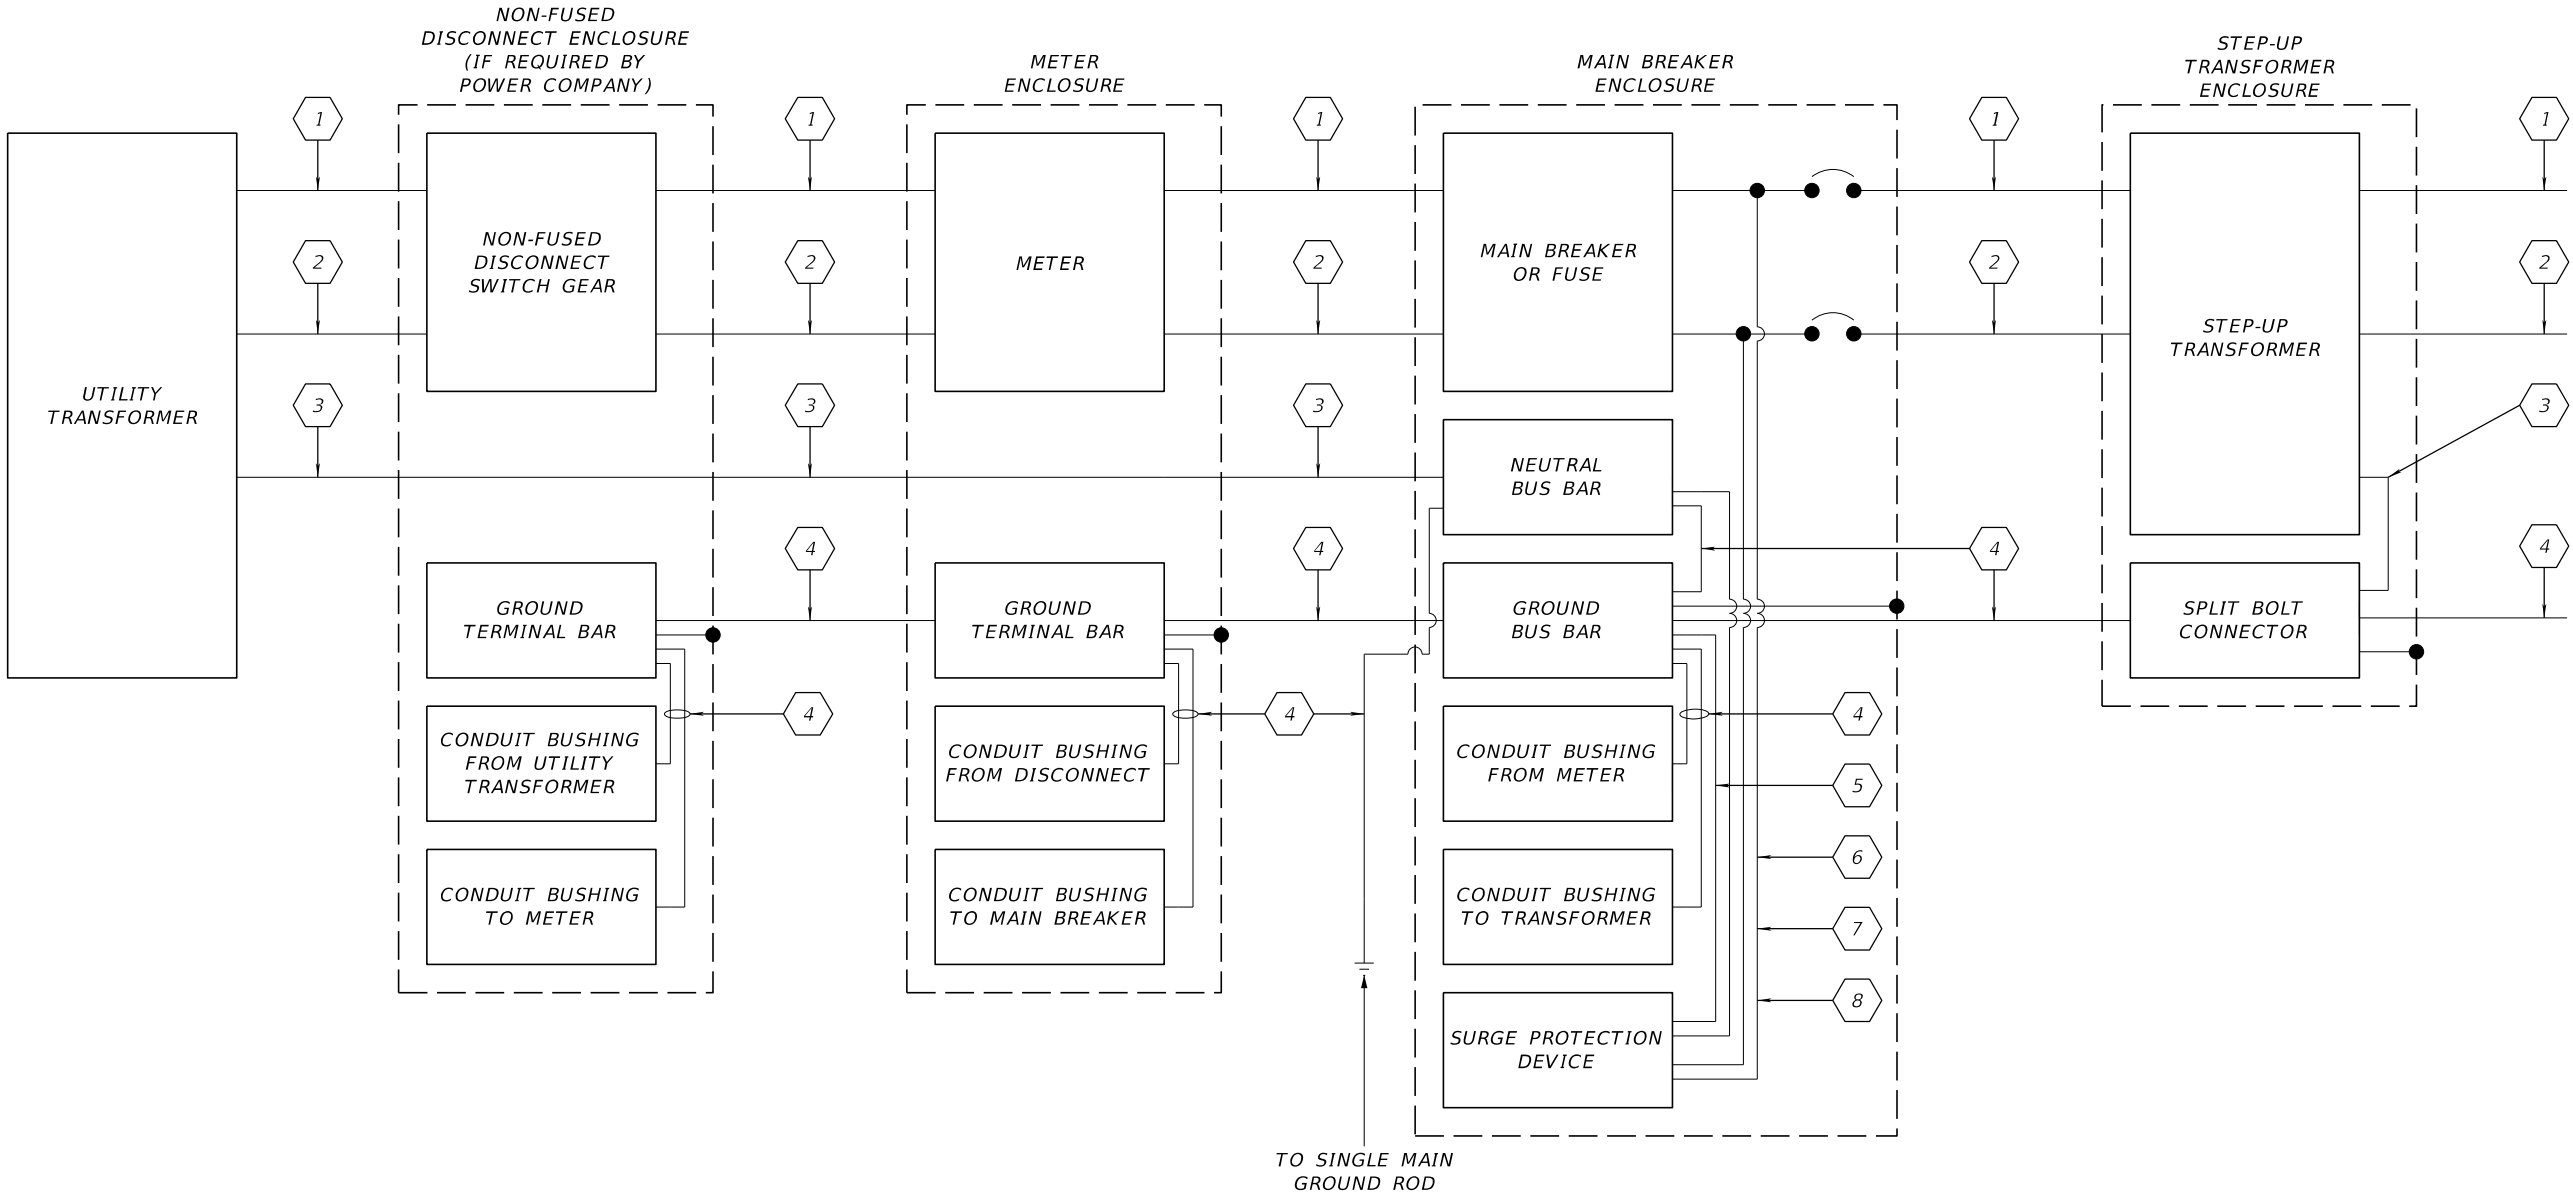 NON-FUSED
DISCONNECT ENCLOSURE
(IF REQUIRED BY
POWER COMPANY)
METER
ENCLOSURE
MAIN BREAKER
ENCLOSURE
STEP-UP
TRANSFORMER
ENCLOSURE
1
1
1
1
1
UTILITY
TRANSFORMER
NON-FUSED
DISCONNECT
SWITCH GEAR
METER
MAIN BREAKER
OR FUSE
STEP-UP
TRANSFORMER
2
2
2
2
2
3
3
3
3
NEUTRAL
BUS BAR
4
4
4
4
GROUND
TERMINAL BAR
GROUND
TERMINAL BAR
GROUND
BUS BAR
SPLIT BOLT
CONNECTOR
4
4
4
CONDUIT BUSHING
FROM UTILITY
TRANSFORMER
CONDUIT BUSHING
FROM DISCONNECT
CONDUIT BUSHING
FROM METER
5
6
CONDUIT BUSHING
TO METER
CONDUIT BUSHING
TO MAIN BREAKER
CONDUIT BUSHING
TO TRANSFORMER
7
8
SURGE PROTECTION
DEVICE
TO SINGLE MAIN
GROUND ROD